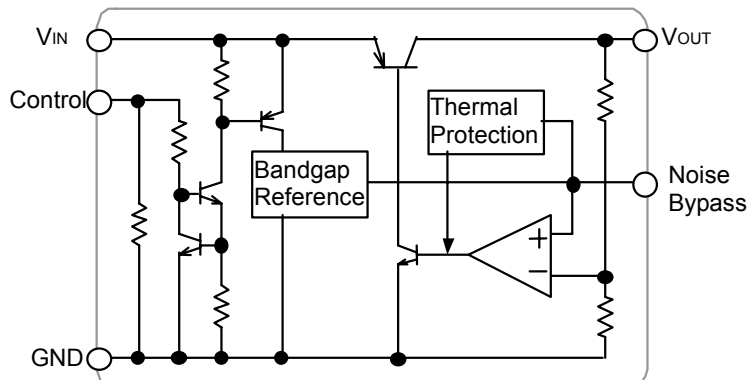 VIN
VOUT
Control
Thermal
Protection
Bandgap
Reference
Noise
Bypass
+
−
GND